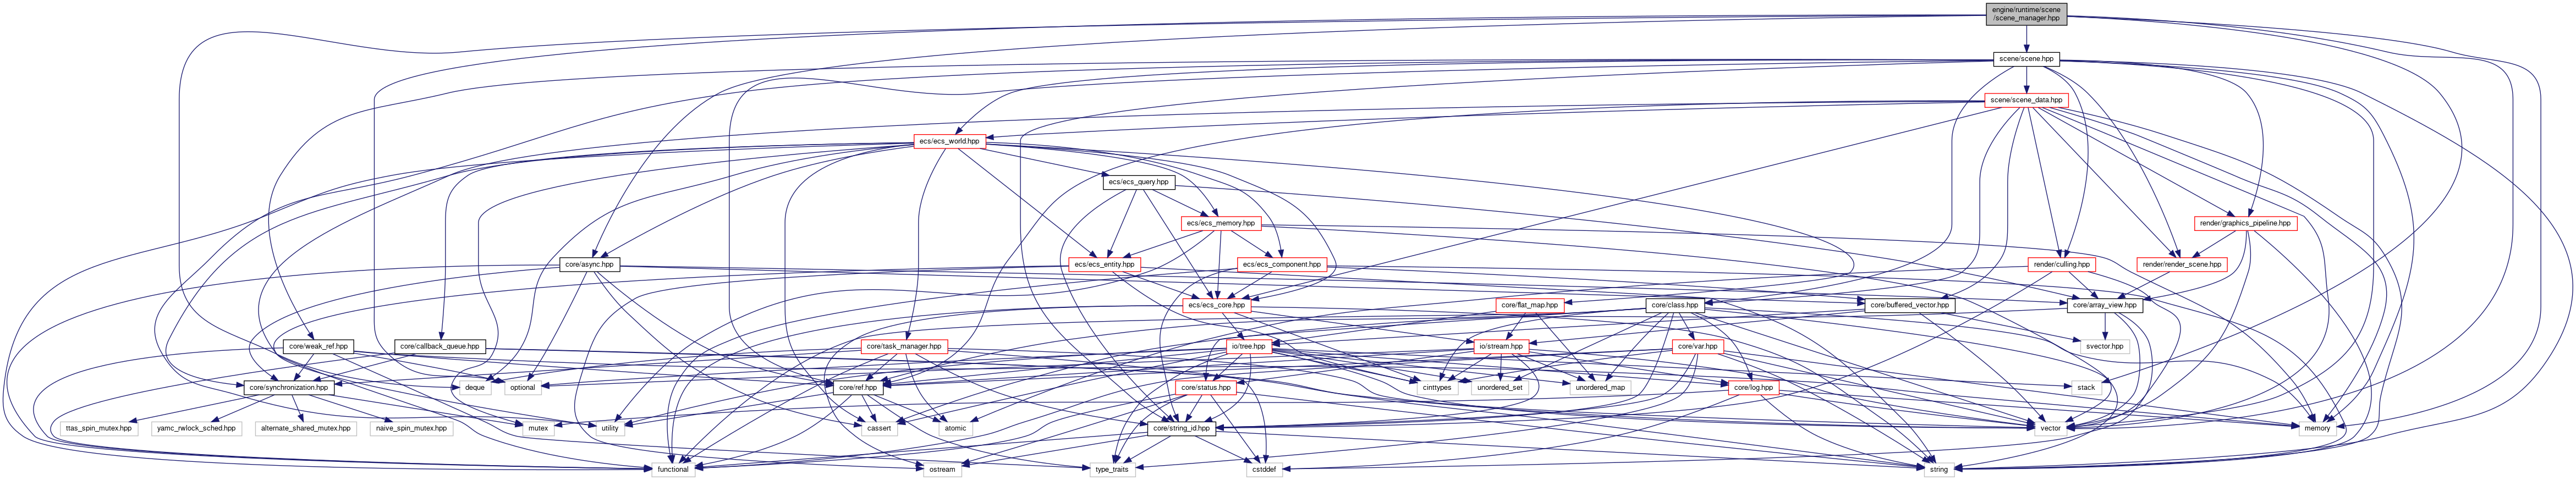 engine/runtime/scene
/scene_manager.hpp
scene/scene.hpp
scene/scene_data.hpp
ecs/ecs_world.hpp
ecs/ecs_query.hpp
ecs/ecs_memory.hpp
render/graphics_pipeline.hpp
core/async.hpp
ecs/ecs_entity.hpp
ecs/ecs_component.hpp
render/culling.hpp
render/render_scene.hpp
ecs/ecs_core.hpp
core/flat_map.hpp
core/class.hpp
core/buffered_vector.hpp
core/array_view.hpp
core/weak_ref.hpp
core/callback_queue.hpp
core/task_manager.hpp
io/tree.hpp
io/stream.hpp
core/var.hpp
svector.hpp
core/synchronization.hpp
deque
optional
core/ref.hpp
core/status.hpp
cinttypes
unordered_set
unordered_map
core/log.hpp
stack
ttas_spin_mutex.hpp
yamc_rwlock_sched.hpp
alternate_shared_mutex.hpp
naive_spin_mutex.hpp
mutex
utility
cassert
atomic
core/string_id.hpp
vector
memory
functional
ostream
type_traits
cstddef
string